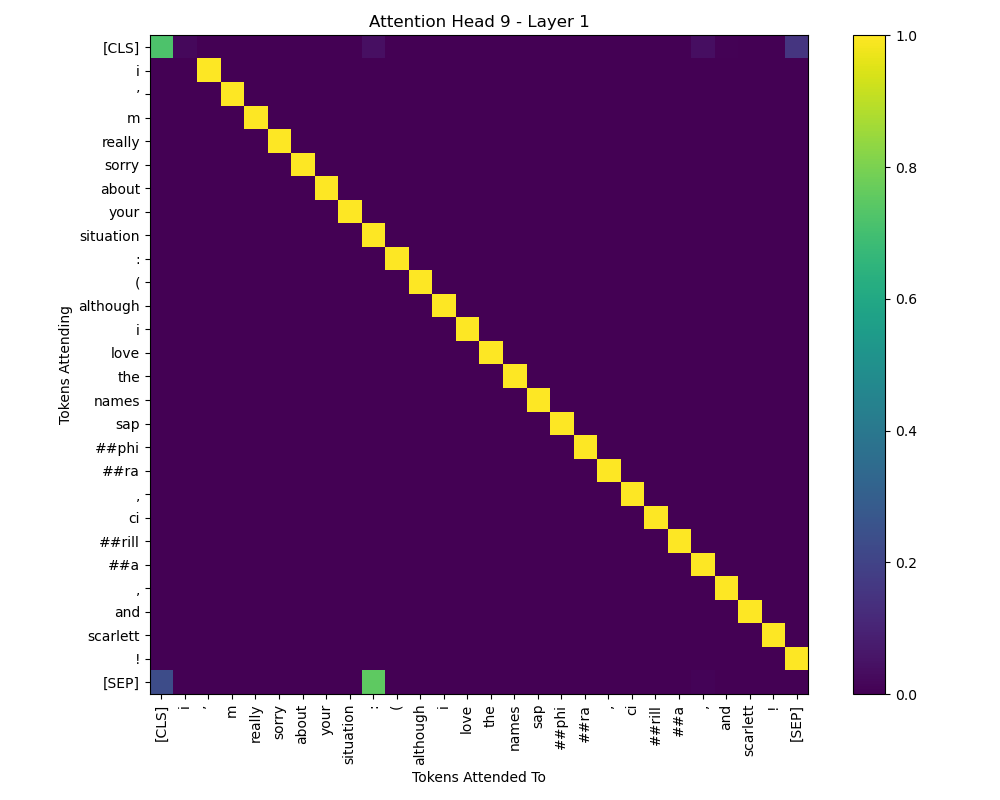 Attention Head 9 - Layer 1
Tokens Attending
[CLS]
i
'
m
really
sorry
about
your
situation
:
(
although
i
love
the
names
sap
##phi
##ra
,
ci
##rill
##a
,
and
scarlett
!
[SEP]
[CLS]
i
'
m
really
sorry
about
your
situation
:
(
although
i
love
the
names
sap
##phi
##ra
,
ci
##rill
##a
,
and
scarlett
!
[SEP]
Tokens Attended To
1.0
0.8
0.6
0.4
0.2
0.0